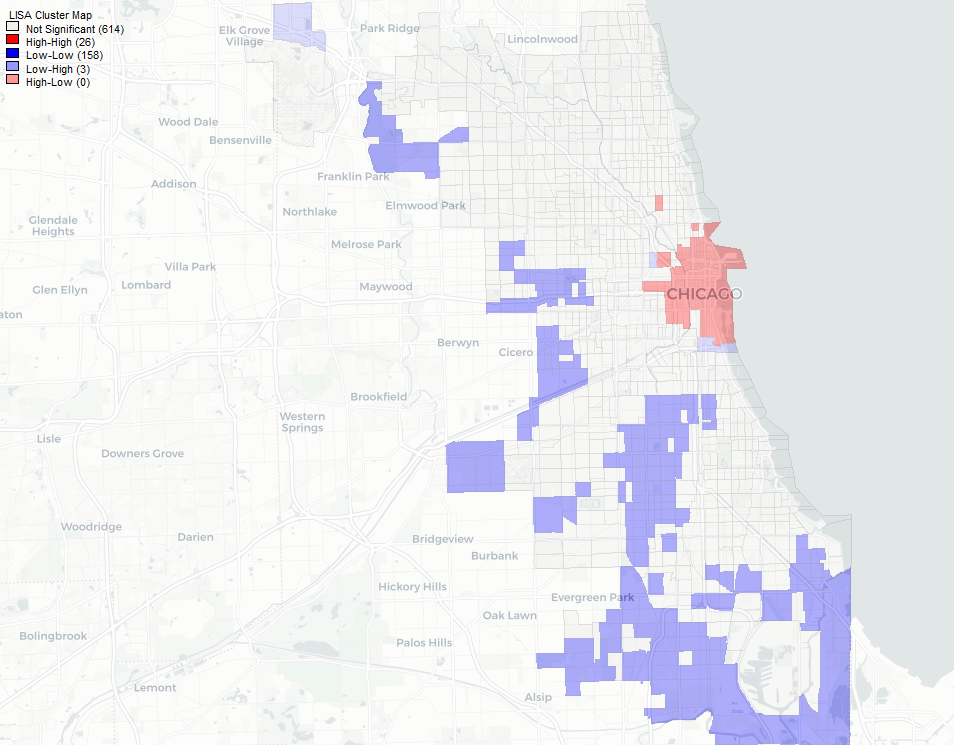 LISA Cluster Map
Not Significant (614)
High-High (26)
Low-Low (158)
Low-High (3)
High-Low (0)
Elk Grove
Village
Park Ridge
Lincolnwood
Wood Dale
Bensenville
Addison
Franklin Park
Elmwood Park
Northlake
Glendale
Heights
Melrose Park
Villa Park
Lombard
Glen Ellyn
Maywood
CHICAGO
aton
Berwyn
Cicero
Brookfield
Western
Springs
Lisle
Downers Grove
Woodridge
Darien
Bridgeview
Burbank
Hickory Hills
Evergreen Park
Oak Lawn
Bolingbrook
Palos Hills
Lemont
Alsip